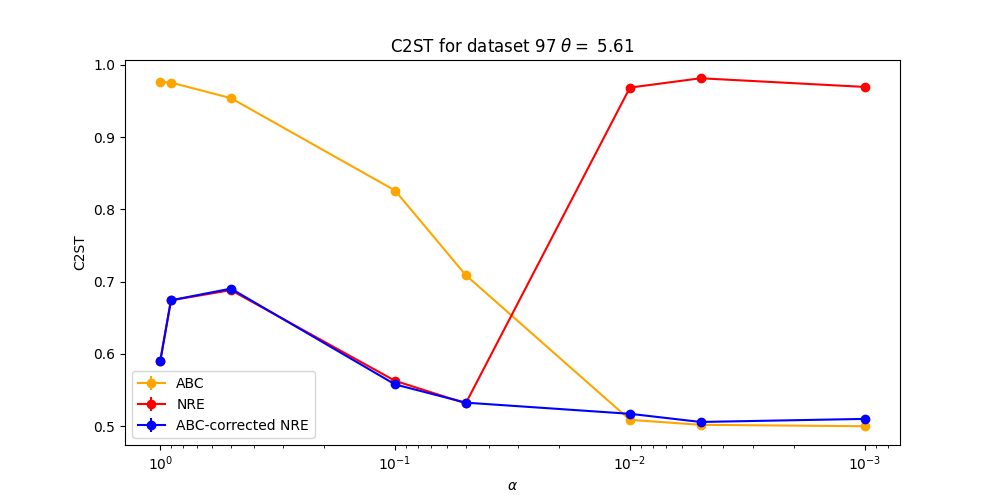 C2ST for dataset 97 θ = 5.61
C2ST
1.0
0.9
0.8
0.7
0.6
0.5
ABC
NRE
ABC-corrected NRE
10⁰
10⁻¹
10⁻²
10⁻³
α